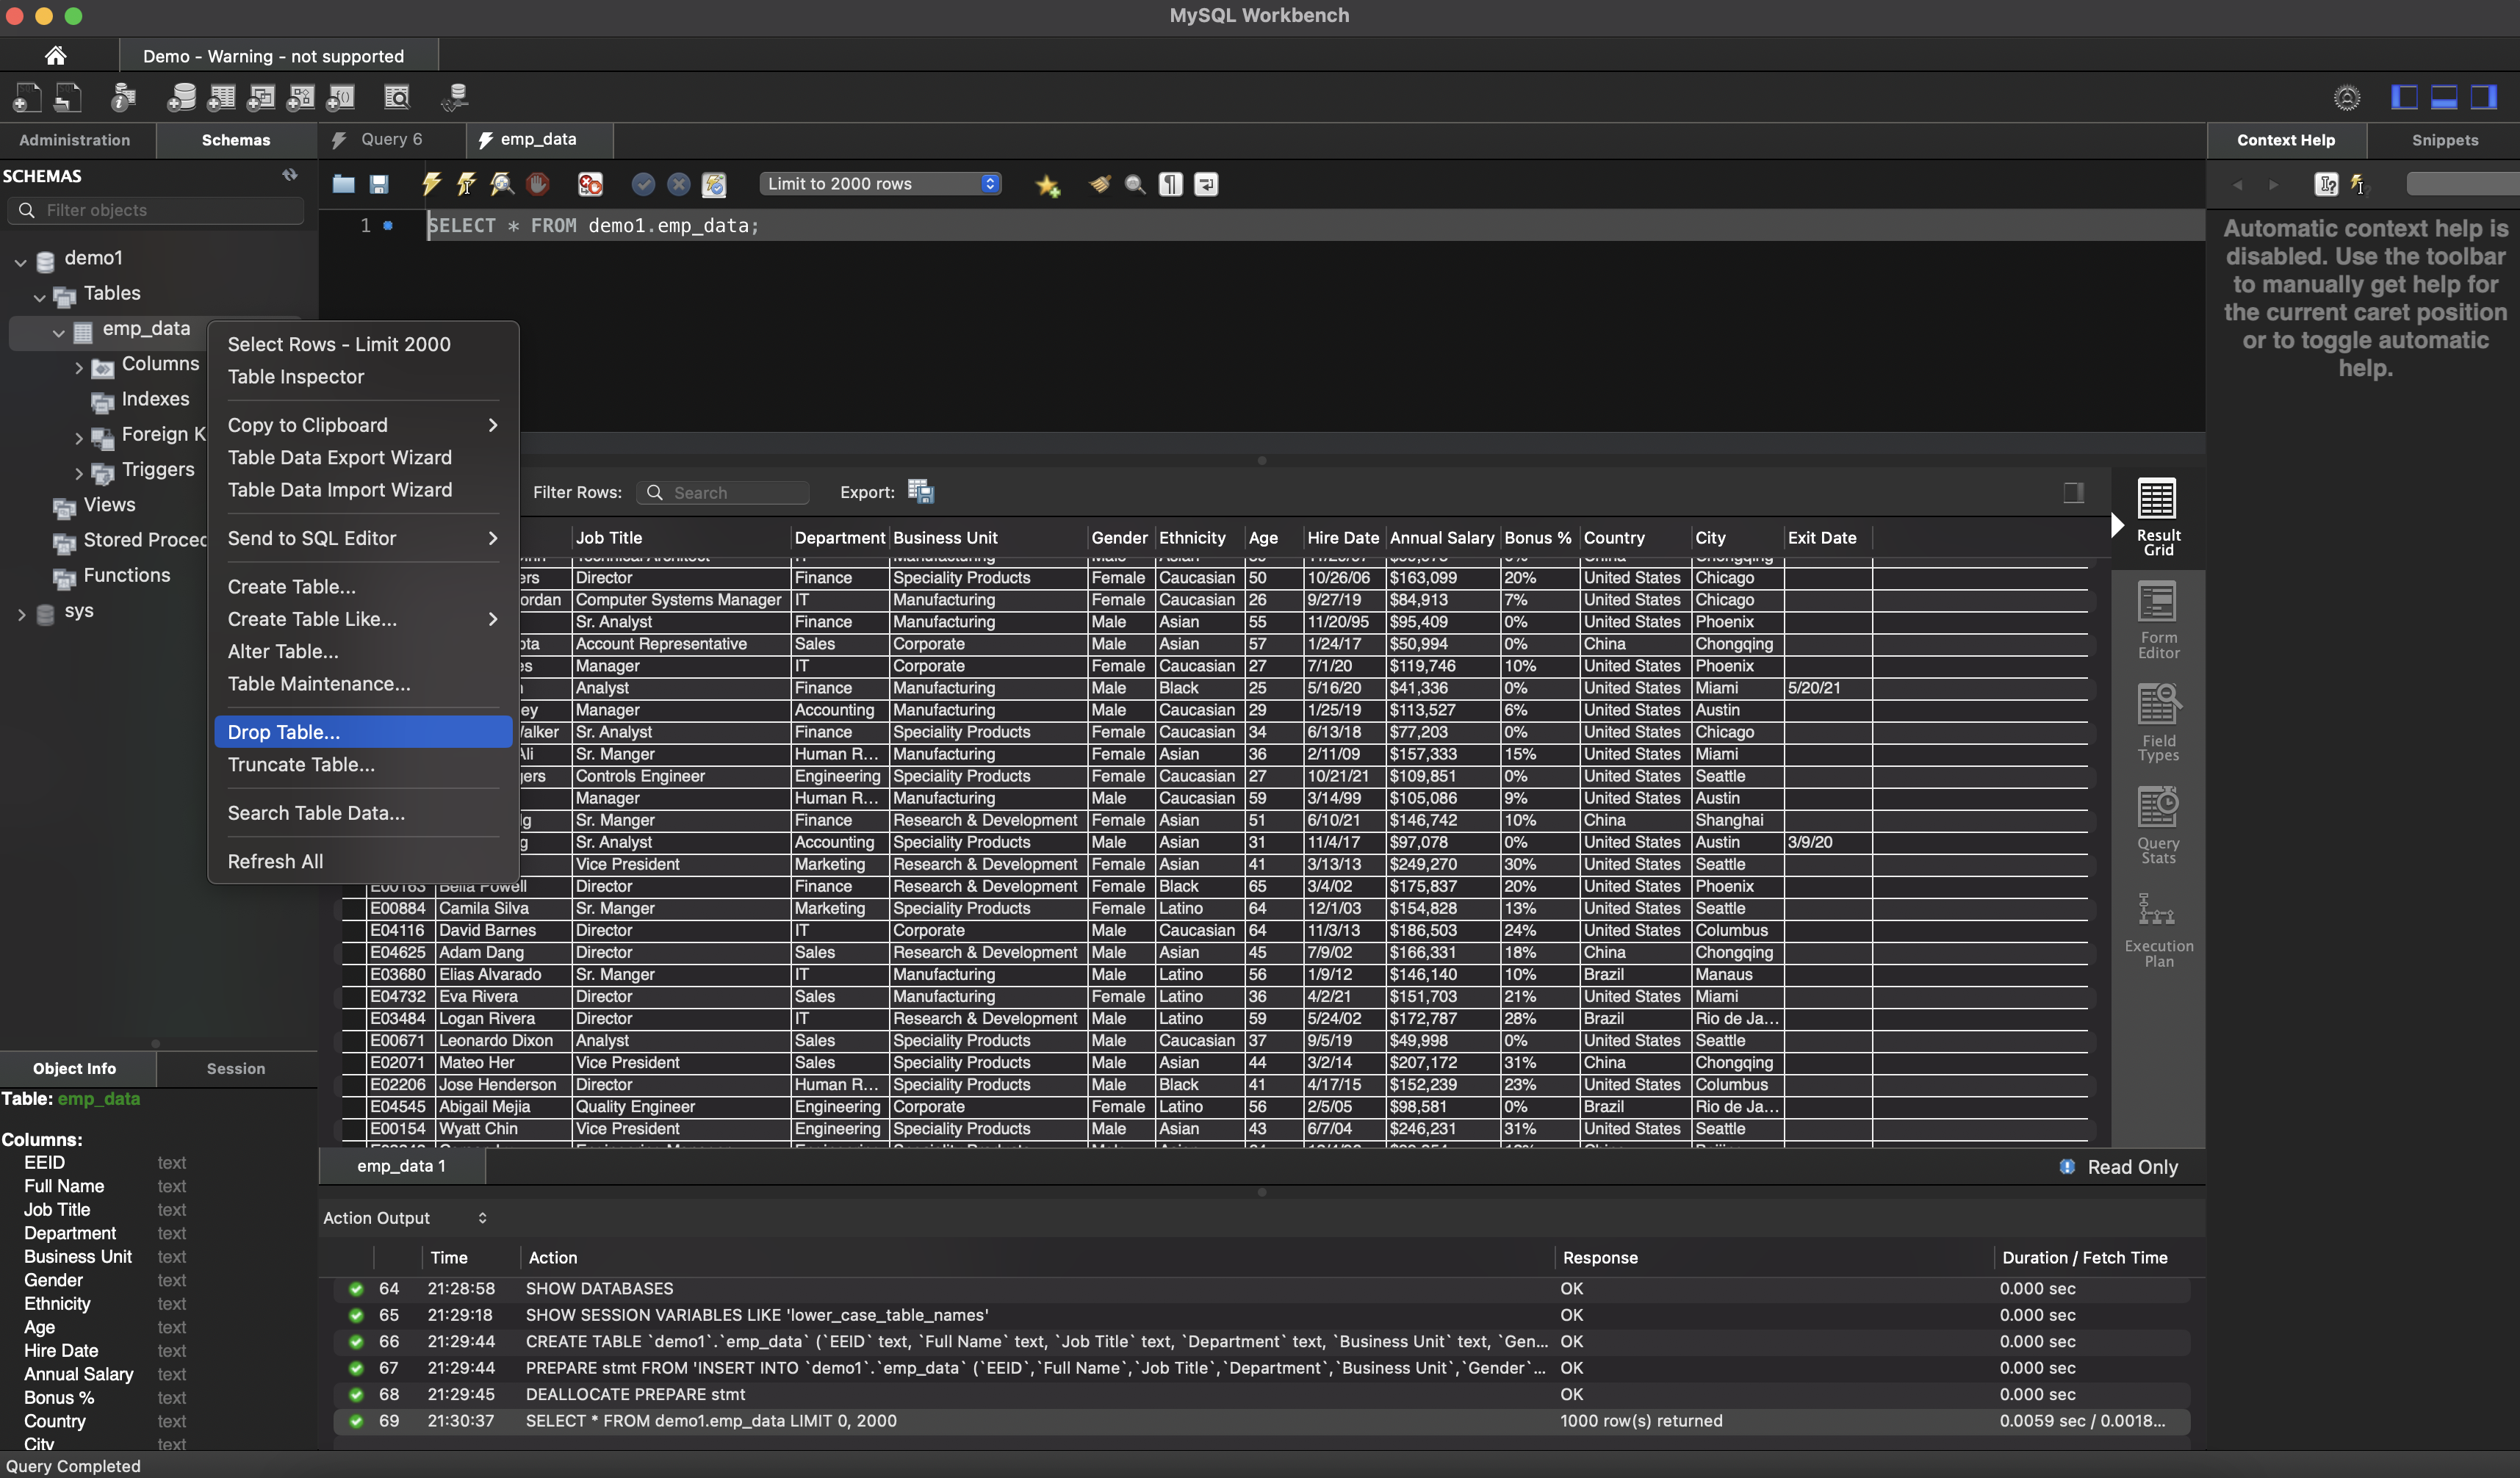 MySQL Workbench
Demo - Warning - not supported
Administration
Schemas
Query 6
emp_data
Context Help
Snippets
SCHEMAS
Filter objects
Limit to 2000 rows
1
SELECT * FROM demo1.emp_data;
Automatic context help is
disabled. Use the toolbar
to manually get help for
the current caret position
or to toggle automatic
help.
demo1
Tables
emp_data
Columns
Indexes
Foreign K
Triggers
Views
Stored Proced
Functions
sys
Select Rows - Limit 2000
Table Inspector
Copy to Clipboard
Table Data Export Wizard
Table Data Import Wizard
Send to SQL Editor
Create Table...
Create Table Like...
Alter Table...
Table Maintenance...
Drop Table...
Truncate Table...
Search Table Data...
Refresh All
Filter Rows: Search Export:
Job Title Department Business Unit Gender Ethnicity Age Hire Date Annual Salary Bonus % Country City Exit Date
ers Director Finance Speciality Products Female Caucasian 50 10/26/06 $163,099 20% United States Chicago
ordan Computer Systems Manager IT Manufacturing Female Caucasian 26 9/27/19 $84,913 7% United States Chicago
Sr. Analyst Finance Manufacturing Male Asian 55 11/20/95 $95,409 0% United States Phoenix
ota Account Representative Sales Corporate Male Asian 57 1/24/17 $50,994 0% China Chongqing
es Manager IT Corporate Female Caucasian 27 7/1/20 $119,746 10% United States Phoenix
Analyst Finance Manufacturing Male Black 25 5/16/20 $41,336 0% United States Miami 5/20/21
ey Manager Accounting Manufacturing Male Caucasian 29 1/25/19 $113,527 6% United States Austin
alker Sr. Analyst Finance Speciality Products Female Caucasian 34 6/13/18 $77,203 0% United States Chicago
Ali Sr. Manger Human R... Manufacturing Female Asian 36 2/11/09 $157,333 15% United States Miami
gers Controls Engineer Engineering Speciality Products Female Caucasian 27 10/21/21 $109,851 0% United States Seattle
Manager Human R... Manufacturing Male Caucasian 59 3/14/99 $105,086 9% United States Austin
g Sr. Manger Finance Research & Development Female Asian 51 6/10/21 $146,742 10% China Shanghai
g Sr. Analyst Accounting Speciality Products Male Asian 31 11/4/17 $97,078 0% United States Austin 3/9/20
Vice President Marketing Research & Development Female Asian 41 3/13/13 $249,270 30% United States Seattle
E00163 Bella Powell Director Finance Research & Development Female Black 65 3/4/02 $175,837 20% United States Phoenix
E00884 Camila Silva Sr. Manger Marketing Speciality Products Female Latino 64 12/1/03 $154,828 13% United States Seattle
E04116 David Barnes Director IT Corporate Male Caucasian 64 11/3/13 $186,503 24% United States Columbus
E04625 Adam Dang Director Sales Research & Development Male Asian 45 7/9/02 $166,331 18% China Chongqing
E03680 Elias Alvarado Sr. Manger IT Manufacturing Male Latino 56 1/9/12 $146,140 10% Brazil Manaus
E04732 Eva Rivera Director Sales Manufacturing Female Latino 36 4/2/21 $151,703 21% United States Miami
E03484 Logan Rivera Director IT Research & Development Male Latino 59 5/24/02 $172,787 28% Brazil Rio de Ja...
E00671 Leonardo Dixon Analyst Sales Speciality Products Male Caucasian 37 9/5/19 $49,998 0% United States Seattle
E02071 Mateo Her Vice President Sales Speciality Products Male Asian 44 3/2/14 $207,172 31% China Chongqing
E02206 Jose Henderson Director Human R... Speciality Products Male Black 41 4/17/15 $152,239 23% United States Columbus
E04545 Abigail Mejia Quality Engineer Engineering Corporate Female Latino 56 2/5/05 $98,581 0% Brazil Rio de Ja...
E00154 Wyatt Chin Vice President Engineering Speciality Products Male Asian 43 6/7/04 $246,231 31% United States Seattle
Result
Grid
Form
Editor
Field
Types
Query
Stats
Execution
Plan
emp_data 1
Read Only
Object Info
Session
Table: emp_data
Columns:
EEID text
Full Name text
Job Title text
Department text
Business Unit text
Gender text
Ethnicity text
Age text
Hire Date text
Annual Salary text
Bonus % text
Country text
City text
Action Output
Time Action Response Duration / Fetch Time
64 21:28:58 SHOW DATABASES OK 0.000 sec
65 21:29:18 SHOW SESSION VARIABLES LIKE 'lower_case_table_names' OK 0.000 sec
66 21:29:44 CREATE TABLE `demo1`.`emp_data` (`EEID` text, `Full Name` text, `Job Title` text, `Department` text, `Business Unit` text, `Gen... OK 0.000 sec
67 21:29:44 PREPARE stmt FROM 'INSERT INTO `demo1`.`emp_data` (`EEID`,`Full Name`,`Job Title`,`Department`,`Business Unit`,`Gender`... OK 0.000 sec
68 21:29:45 DEALLOCATE PREPARE stmt OK 0.000 sec
69 21:30:37 SELECT * FROM demo1.emp_data LIMIT 0, 2000 1000 row(s) returned 0.0059 sec / 0.0018...
Query Completed